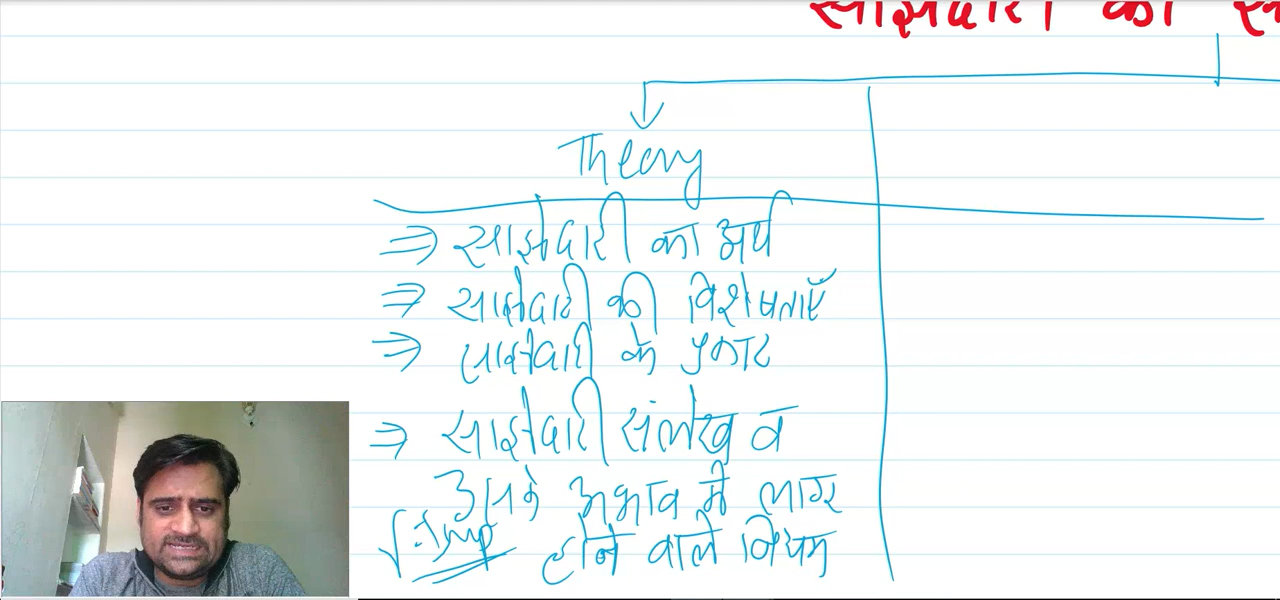 साझेदारी का
Theory
⇒ साझेदारी का अर्थ
⇒ साझेदारी की विशेषताएँ
⇒ साझेदारी के प्रकार
⇒ साझेदारी संलेख व
उसके अभाव में लागू
Imp होने वाले नियम